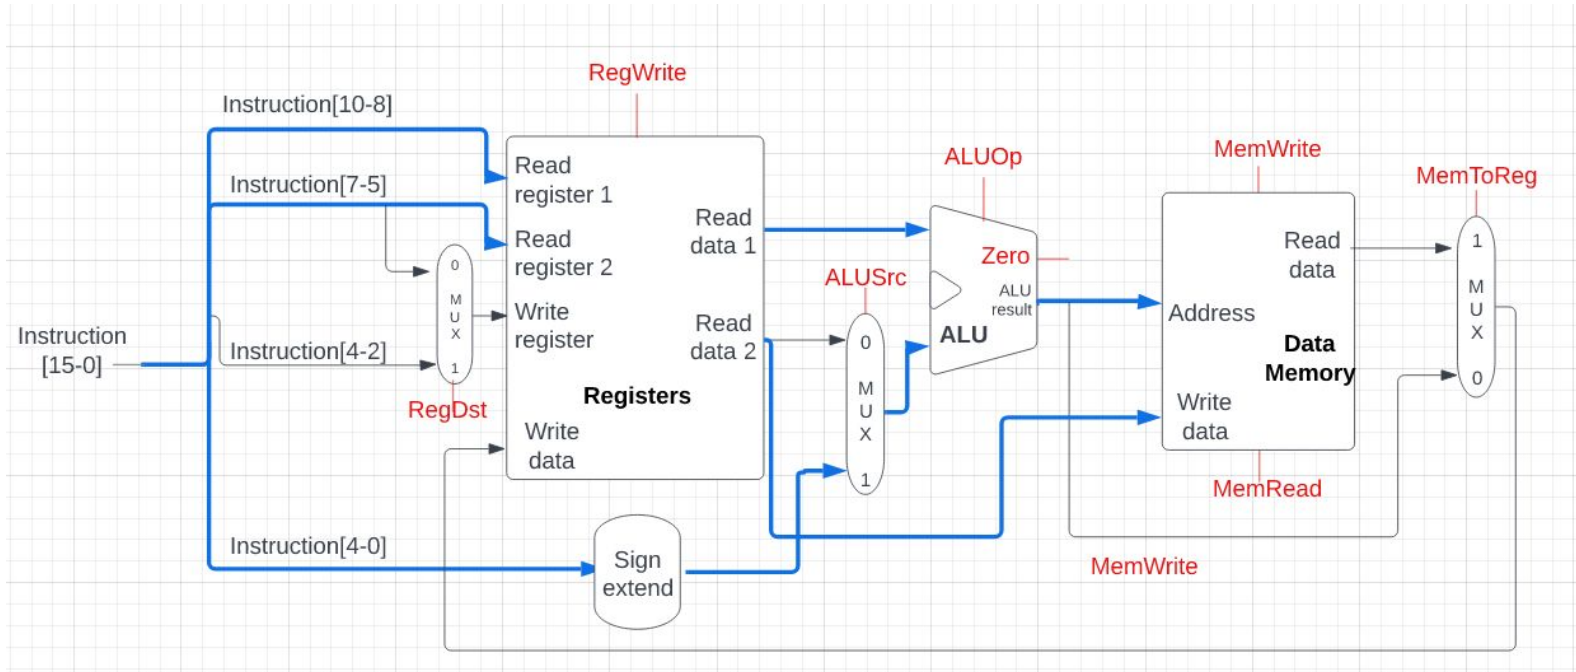 RegWrite
Instruction[10-8]
Instruction[7-5]
Instruction
[15-0]
Instruction[4-2]
Instruction[4-0]
0
M
U
X
1
RegDst
Read
register 1
Read
register 2
Write
register
Registers
Write
data
Read
data 1
Read
data 2
Sign
extend
ALUSrc
0
M
U
X
1
ALUOp
Zero
ALU
result
ALU
MemWrite
Address
Read
data
Data
Memory
Write
data
MemRead
MemWrite
MemToReg
1
M
U
X
0